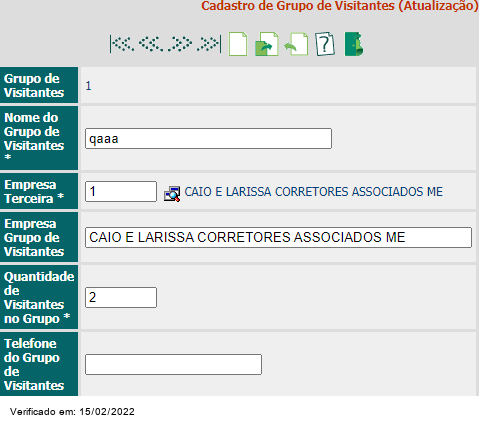 Cadastro de Grupo de Visitantes (Atualização)
Grupo de
Visitantes
1
Nome do
Grupo de
Visitantes
*
qaaa
Empresa
Terceira *
1
CAIO E LARISSA CORRETORES ASSOCIADOS ME
Empresa
Grupo de
Visitantes
CAIO E LARISSA CORRETORES ASSOCIADOS ME
Quantidade
de
Visitantes
no Grupo *
2
Telefone
do Grupo
de
Visitantes
Verificado em: 15/02/2022